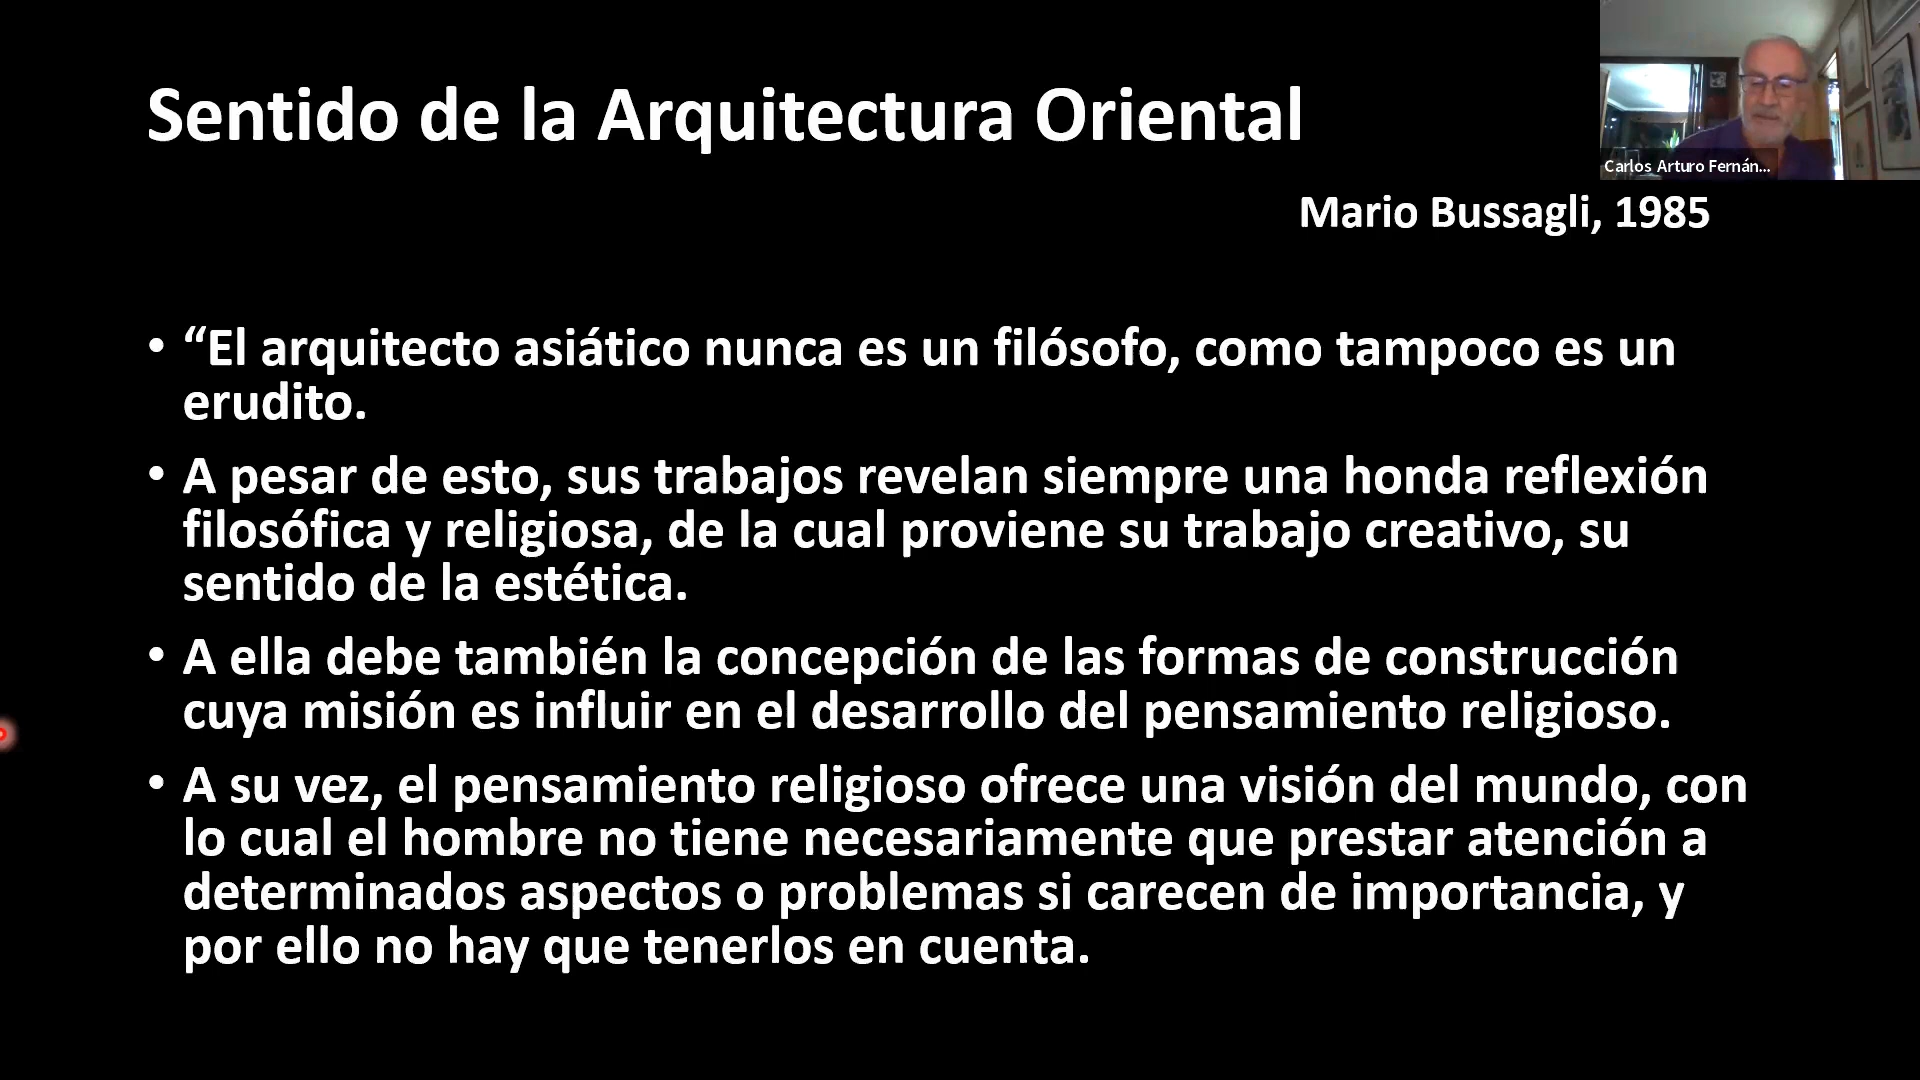 Sentido de la Arquitectura Oriental
Carlos Arturo Fernán...
Mario Bussagli, 1985
• “El arquitecto asiático nunca es un filósofo, como tampoco es un
erudito.
• A pesar de esto, sus trabajos revelan siempre una honda reflexión
filosófica y religiosa, de la cual proviene su trabajo creativo, su
sentido de la estética.
• A ella debe también la concepción de las formas de construcción
cuya misión es influir en el desarrollo del pensamiento religioso.
• A su vez, el pensamiento religioso ofrece una visión del mundo, con
lo cual el hombre no tiene necesariamente que prestar atención a
determinados aspectos o problemas si carecen de importancia, y
por ello no hay que tenerlos en cuenta.